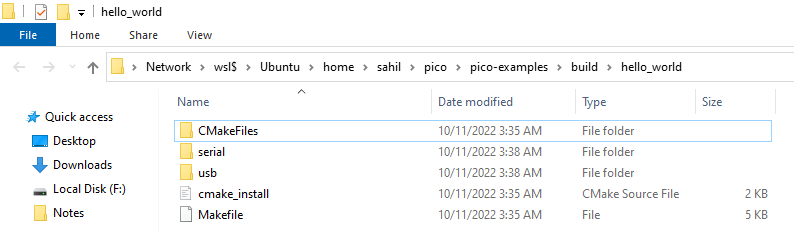 hello_world
File Home Share View
Network wsl$ Ubuntu home sahil pico pico-examples build hello_world
Name Date modified Type Size
Quick access
CMakeFiles 10/11/2022 3:35 AM File folder
Desktop
serial 10/11/2022 3:38 AM File folder
Downloads
usb 10/11/2022 3:38 AM File folder
Local Disk (F:)
cmake_install 10/11/2022 3:35 AM CMake Source File 2 KB
Notes
Makefile 10/11/2022 3:35 AM File 5 KB